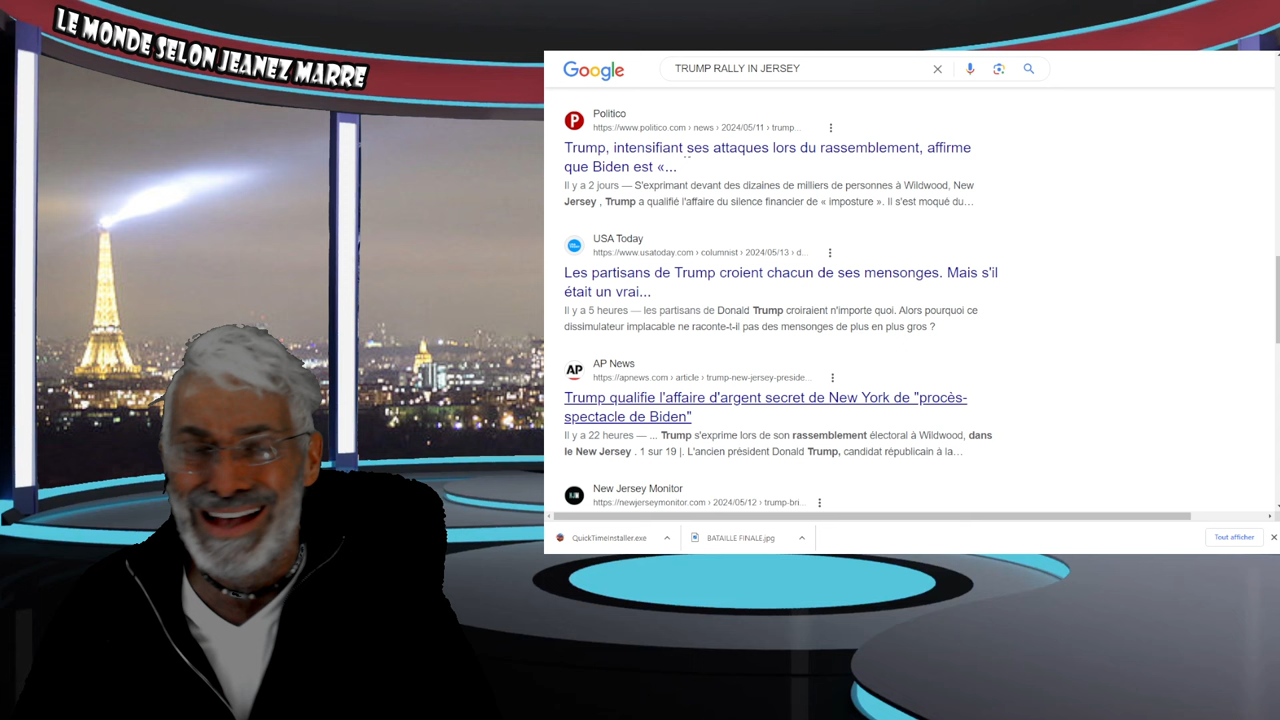 LE MONDE SELON JEANEZ MARRE
Google
TRUMP RALLY IN JERSEY
Politico
https://www.politico.com › news › 2024/05/11 › trump...
Trump, intensifiant ses attaques lors du rassemblement, affirme
que Biden est «...
Il y a 2 jours — S'exprimant devant des dizaines de milliers de personnes à Wildwood, New
Jersey , Trump a qualifié l'affaire du silence financier de « imposture ». Il s'est moqué du...
USA Today
https://www.usatoday.com › columnist › 2024/05/13 › d...
Les partisans de Trump croient chacun de ses mensonges. Mais s'il
était un vrai...
Il y a 5 heures — les partisans de Donald Trump croiraient n'importe quoi. Alors pourquoi ce
dissimulateur implacable ne raconte-t-il pas des mensonges de plus en plus gros ?
AP
AP News
https://apnews.com › article › trump-new-jersey-preside...
Trump qualifie l'affaire d'argent secret de New York de "procès-
spectacle de Biden"
Il y a 22 heures — ... Trump s'exprime lors de son rassemblement électoral à Wildwood, dans
le New Jersey . 1 sur 19 |. L'ancien président Donald Trump, candidat républicain à la...
New Jersey Monitor
https://newjerseymonitor.com › 2024/05/12 › trump-bri...
QuickTimeInstaller.exe
BATAILLE FINALE.jpg
Tout afficher